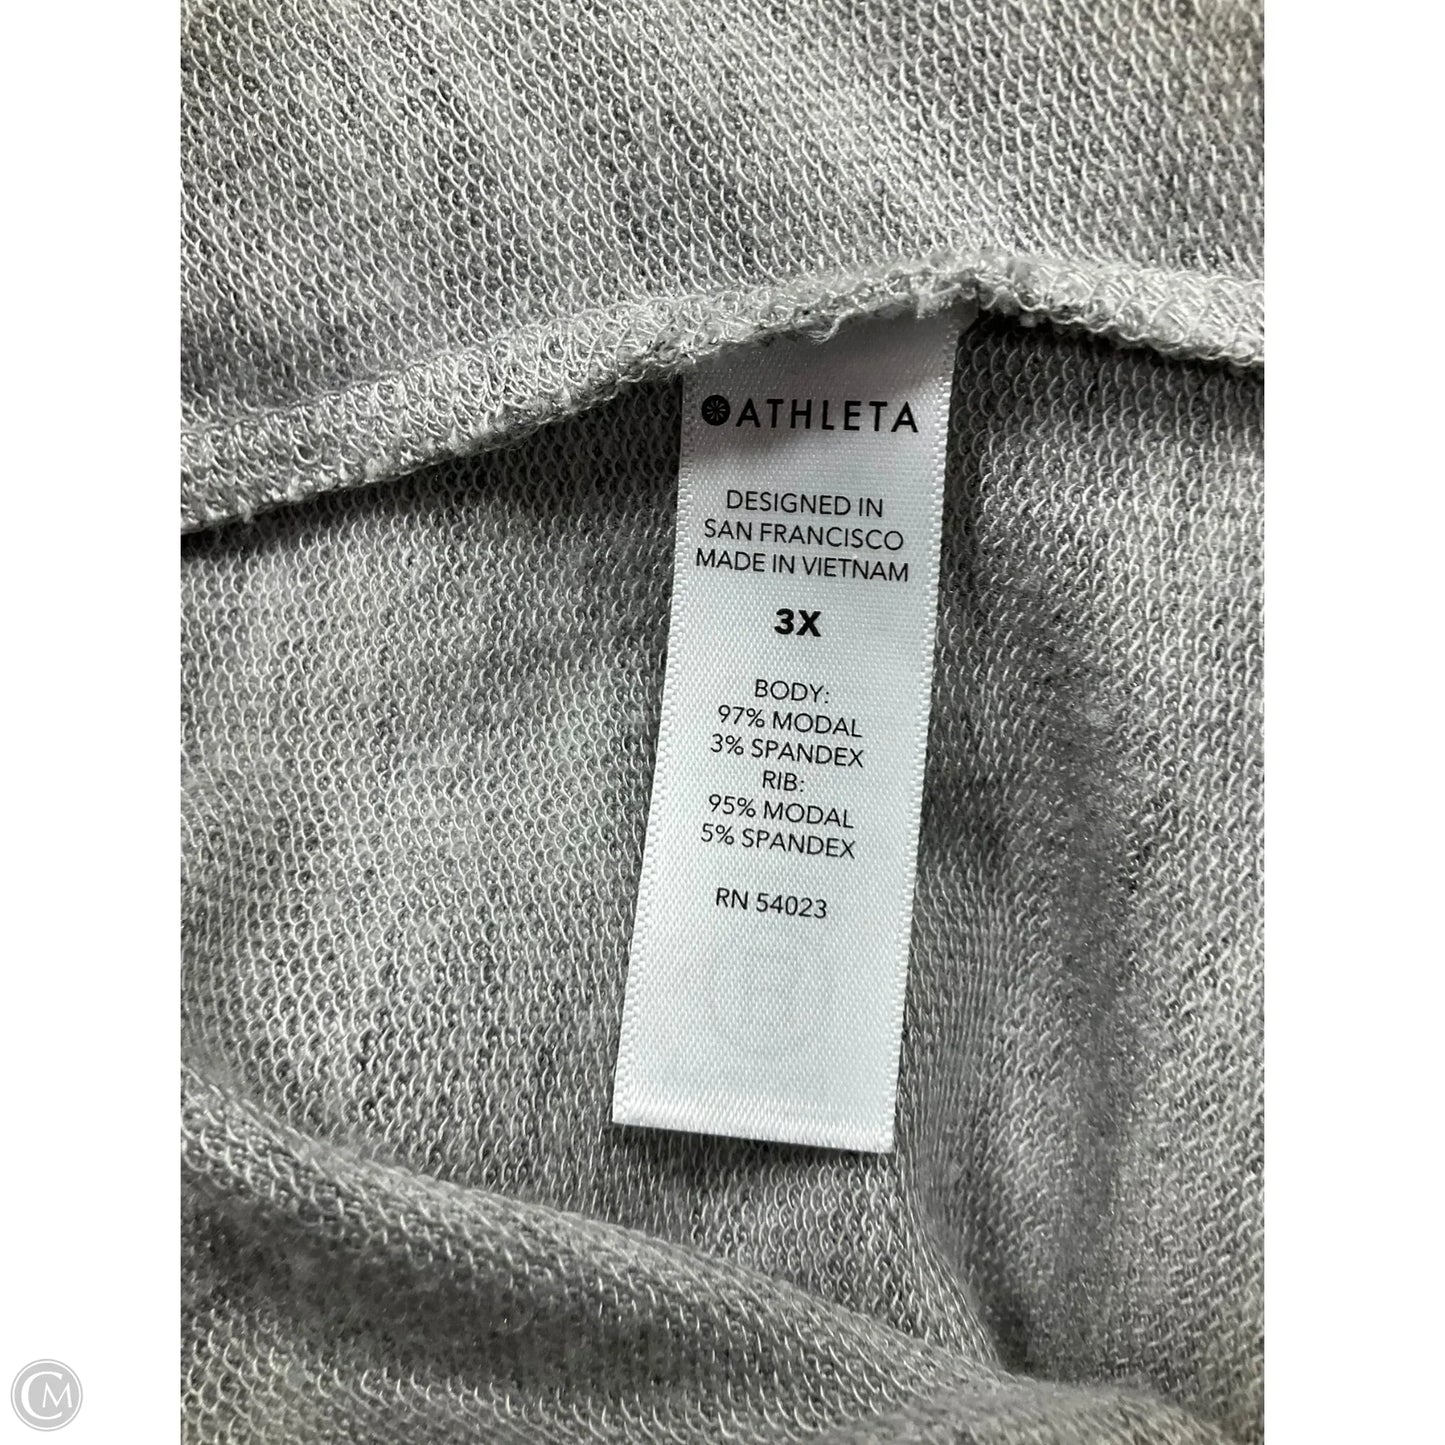 ATHLETA
DESIGNED IN
SAN FRANCISCO
MADE IN VIETNAM
3X
BODY:
97% MODAL
3% SPANDEX
RIB:
95% MODAL
5% SPANDEX
RN 54023
CM